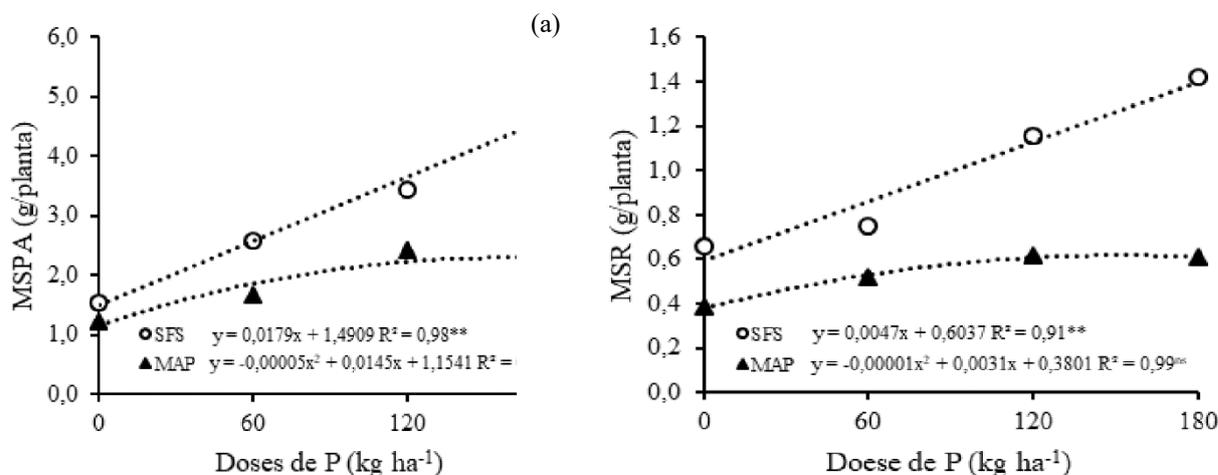 (a)
6,0
5,0
4,0
3,0
2,0
1,0
0,0
MSPA (g/planta)
SFS y = 0,0179x + 1,4909 R² = 0,98**
MAP y = -0,00005x² + 0,0145x + 1,1541 R² =
0 60 120
Doses de P (kg ha⁻¹)
1,6
1,4
1,2
1,0
0,8
0,6
0,4
0,2
0,0
MSR (g/planta)
SFS y = 0,0047x + 0,6037 R² = 0,91**
MAP y = -0,00001x² + 0,0031x + 0,3801 R² = 0,99ⁿˢ
0 60 120 180
Doese de P (kg ha⁻¹)